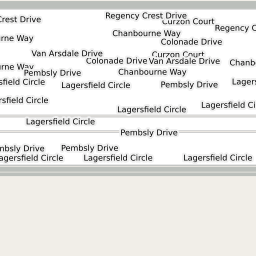 Regency Crest Drive
Crest Drive
Curzon Court
Regency C
Chanbourne Way
rne Way
Colonade Drive
Van Arsdale Drive
Curzon Court
Colonade Drive
Van Arsdale Drive
Chanb
rne Way
Pembsly Drive
Chanbourne Way
sfield Circle
Lagersfield Circle
Pembsly Drive
Lagers
rsfield Circle
Lagersfield Circle
Lagersfield Ci
Lagersfield Circle
Pembsly Drive
mbsly Drive
Pembsly Drive
agersfield Circle
Lagersfield Circle
Lagersfield Circle